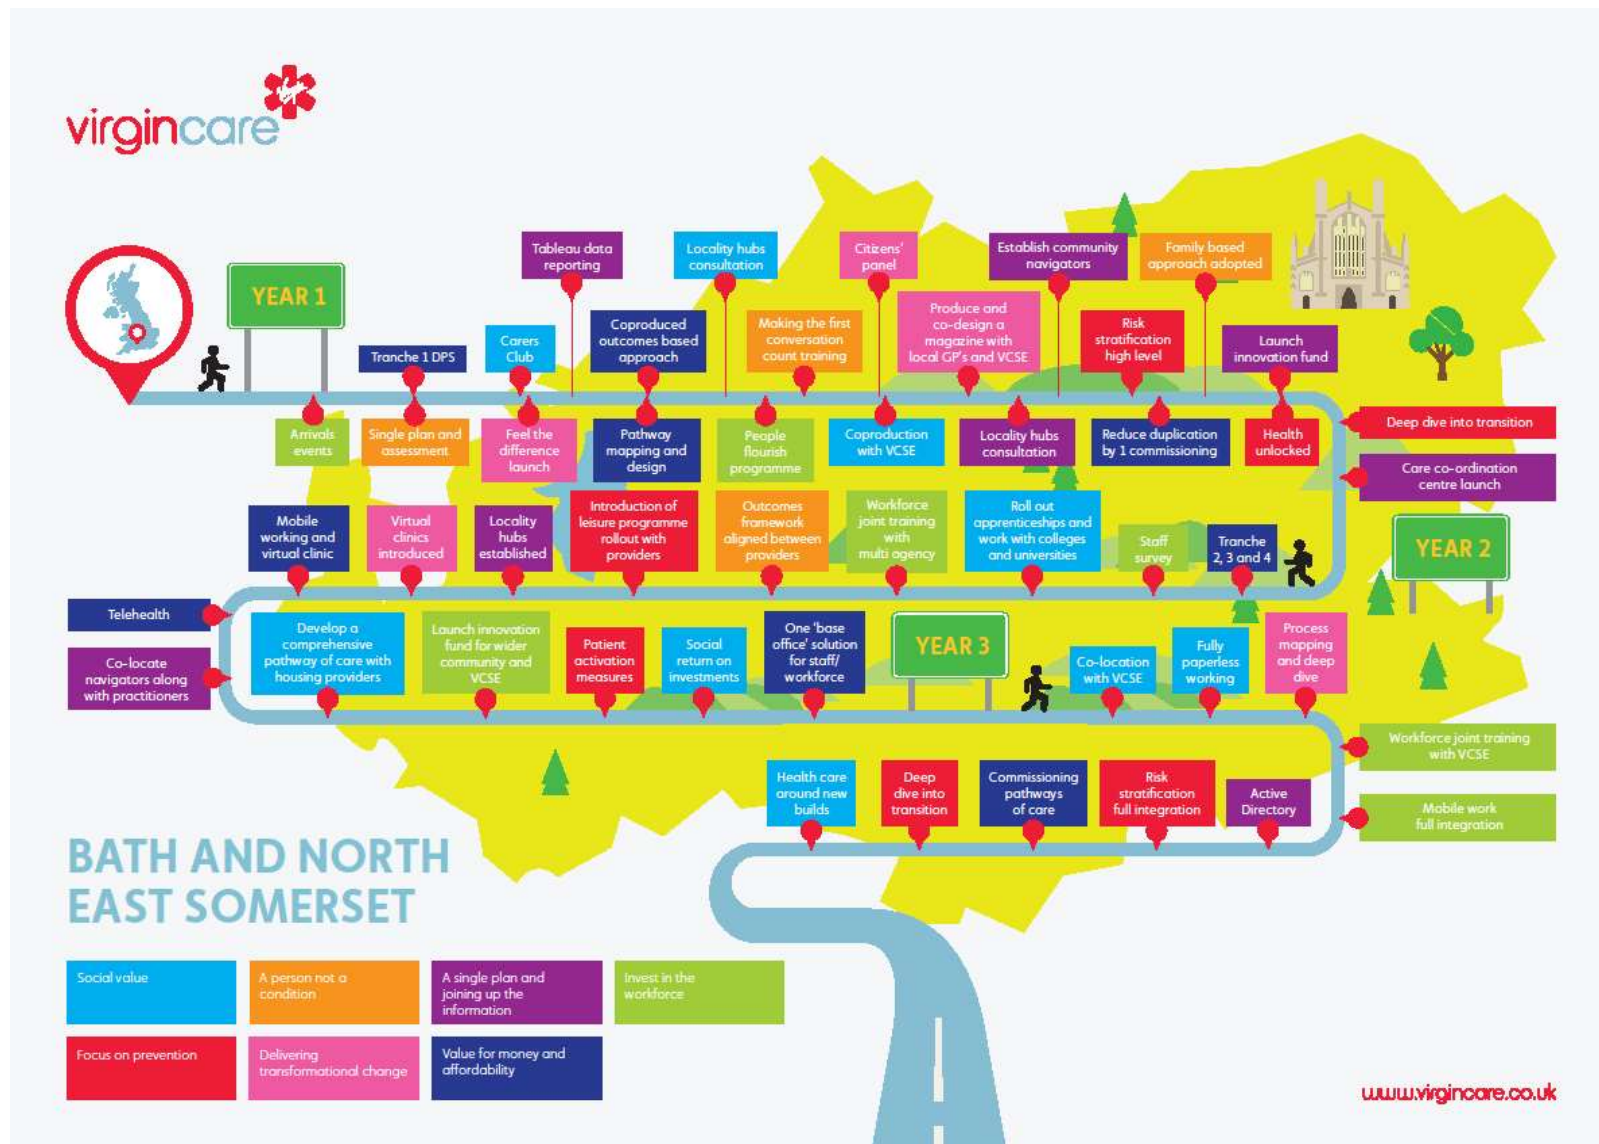 virgincare
YEAR 1
Tableau data
reporting
Locality hubs
consultation
Citizens'
panel
Establish community
navigators
Family based
approach adopted
Tranche 1 DPS
Carers
Club
Coproduced
outcomes based
approach
Making the first
conversation
count training
Produce and
co-design a
magazine with
local GP's and VCSE
Risk
stratification
high level
Launch
innovation fund
Arrivals
events
Single plan and
assessment
Feel the
difference
launch
Pathway
mapping and
design
People
flourish
programme
Coproduction
with VCSE
Locality hubs
consultation
Reduce duplication
by 1 commissioning
Health
unlocked
Deep dive into transition
Care co-ordination
centre launch
YEAR 2
Mobile
working and
virtual clinic
Virtual
clinics
introduced
Locality
hubs
established
Introduction of
leisure programme
rollout with
providers
Outcomes
framework
aligned between
providers
Workforce
joint training
with
multi agency
Roll out
apprenticeships and
work with colleges
and universities
Staff
survey
Tranche
2, 3 and 4
Telehealth
Co-locate
navigators along
with practitioners
Develop a
comprehensive
pathway of care with
housing providers
Launch innovation
fund for wider
community and
VCSE
Patient
activation
measures
Social
return on
investments
One 'base
office' solution
for staff/
workforce
YEAR 3
Co-location
with VCSE
Fully
paperless
working
Process
mapping
and deep
dive
Workforce joint training
with VCSE
Mobile work
full integration
Health care
around new
builds
Deep
dive into
transition
Commissioning
pathways
of care
Risk
stratification
full integration
Active
Directory
BATH AND NORTH
EAST SOMERSET
Social value
A person not a
condition
A single plan and
joining up the
information
Invest in the
workforce
Focus on prevention
Delivering
transformational change
Value for money and
affordability
www.virgincare.co.uk